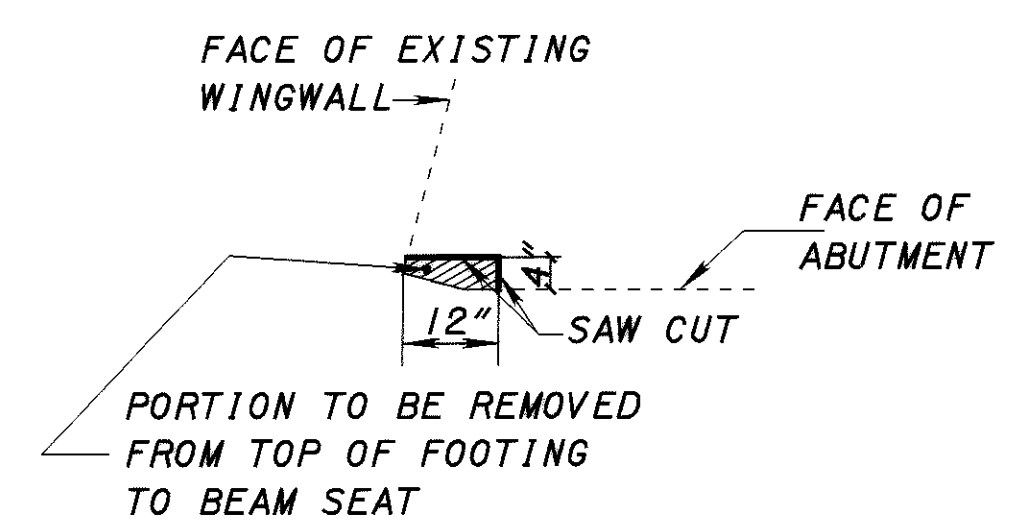 FACE OF EXISTING
WINGWALL
FACE OF
ABUTMENT
4"
12"
SAW CUT
PORTION TO BE REMOVED
FROM TOP OF FOOTING
TO BEAM SEAT